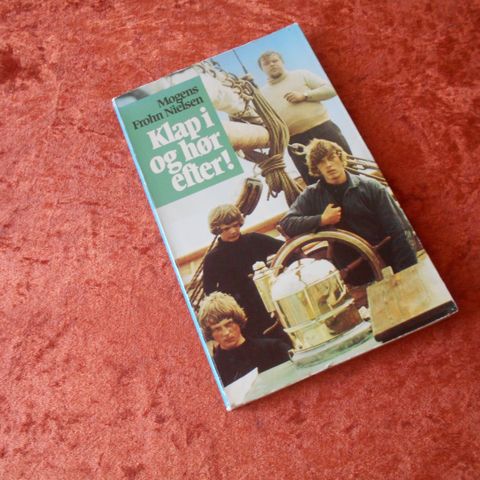 Mogens
Frohn Nielsen
Klap i
og hør
efter!